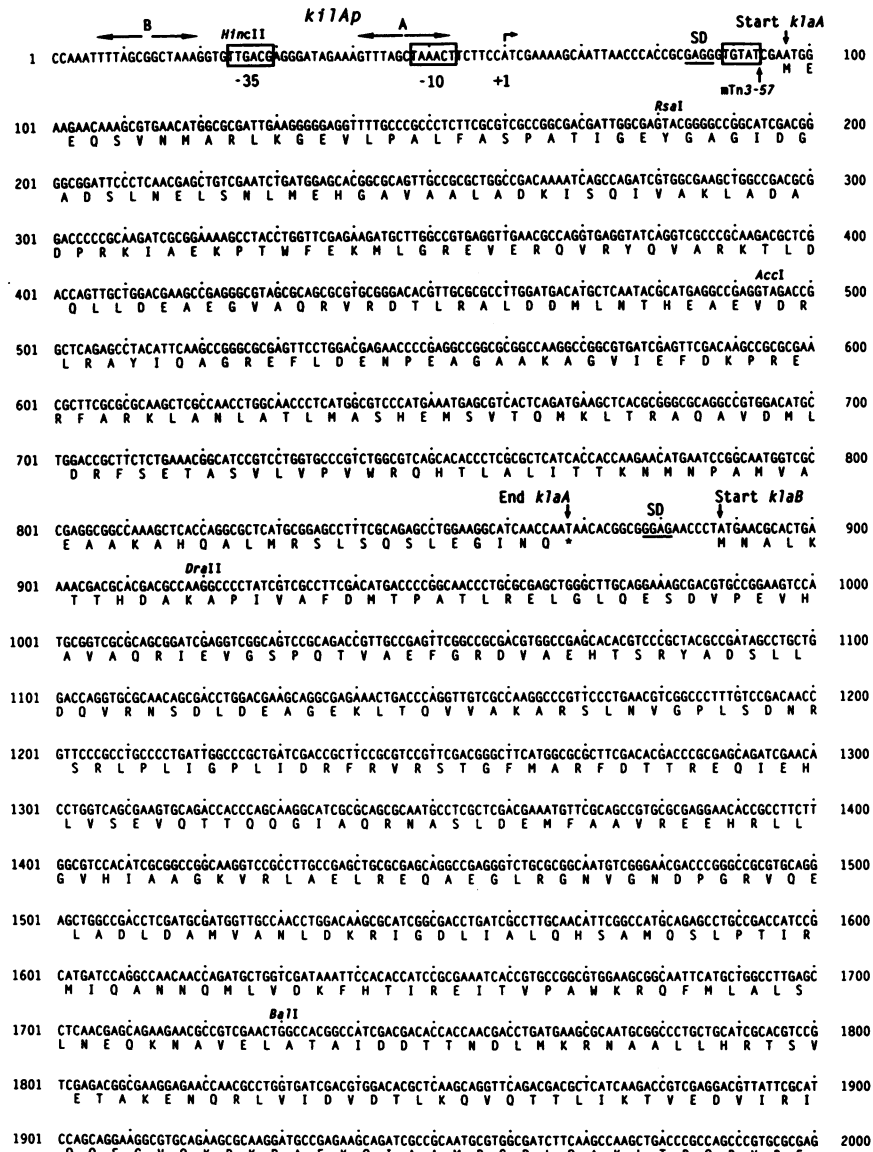 kilAp
B HincII A SD Start klaA
1 CCAAATTTTAGCGGCTAAAGGTGTTGACGAGGGATAGAAAGTTTAGCTAAACTTCTTCCATCGAAAAGCAATTAACCCACCGCGAGGGTGTATCGAATGG 100
-35 -10 +1 mTn3-57 M E
RsaI
101 AAGAACAAAGCGTGAACATGGCGCGATTGAAGGGGGAGGTTTTGCCCGCCCTCTTCGCGTCGCCGGCGACGATTGGCGAGTACGGGGCCGGCATCGACGG 200
E Q S V N M A R L K G E V L P A L F A S P A T I G E Y G A G I D G
201 GGCGGATTCCCTCAACGAGCTGTCGAATCTGATGGAGCACGGCGCAGTTGCCGCGCTGGCCGACAAAATCAGCCAGATCGTGGCGAAGCTGGCCGACGCG 300
A D S L N E L S N L M E H G A V A A L A D K I S Q I V A K L A D A
301 GACCCCCGCAAGATCGCGGAAAAGCCTACCTGGTTCGAGAAGATGCTTGGCCGTGAGGTTGAACGCCAGGTGAGGTATCAGGTCGCCCGCAAGACGCTCG 400
D P R K I A E K P T W F E K M L G R E V E R Q V R Y Q V A R K T L D
AccI
401 ACCAGTTGCTGGACGAAGCCGAGGGCGTAGCGCAGCGCGTGCGGGACACGTTGCGCGCCTTGGATGACATGCTCAATACGCATGAGGCCGAGGTAGACCG 500
Q L L D E A E G V A Q R V R D T L R A L D D M L N T H E A E V D R
501 GCTCAGAGCCTACATTCAAGCCGGGCGCGAGTTCCTGGACGAGAACCCCGAGGCCGGCGCGGCCAAGGCCGGCGTGATCGAGTTCGACAAGCCGCGCGAA 600
L R A Y I Q A G R E F L D E N P E A G A A K A G V I E F D K P R E
601 CGCTTCGCGCGCAAGCTCGCCAACCTGGCAACCCTCATGGCGTCCCATGAAATGAGCGTCACTCAGATGAAGCTCACGCGGGCGCAGGCCGTGGACATGC 700
R F A R K L A N L A T L M A S H E M S V T Q M K L T R A Q A V D M L
701 TGGACCGCTTCTCTGAAACGGCATCCGTCCTGGTGCCCGTCTGGCGTCAGCACACCCTCGCGCTCATCACCACCAAGAACATGAATCCGGCAATGGTCGC 800
D R F S E T A S V L V P V W R Q H T L A L I T T K N M N P A M V A
End klaA SD Start klaB
801 CGAGGCGGCCAAAGCTCACCAGGCGCTCATGCGGAGCCTTTCGCAGAGCCTGGAAGGCATCAACCAATAACACGGCGGGAGAACCCTATGAACGCACTGA 900
E A A K A H Q A L M R S L S Q S L E G I N Q * M N A L K
DraII
901 AAACGACGCACGACGCCAAGGCCCCTATCGTCGCCTTCGACATGACCCCGGCAACCCTGCGCGAGCTGGGCTTGCAGGAAAGCGACGTGCCGGAAGTCCA 1000
T T H D A K A P I V A F D M T P A T L R E L G L Q E S D V P E V H
1001 TGCGGTCGCGCAGCGGATCGAGGTCGGCAGTCCGCAGACCGTTGCCGAGTTCGGCCGCGACGTGGCCGAGCACACGTCCCGCTACGCCGATAGCCTGCTG 1100
A V A Q R I E V G S P Q T V A E F G R D V A E H T S R Y A D S L L
1101 GACCAGGTGCGCAACAGCGACCTGGACGAAGCAGGCGAGAAACTGACCCAGGTTGTCGCCAAGGCCCGTTCCCTGAACGTCGGCCCTTTGTCCGACAACC 1200
D Q V R N S D L D E A G E K L T Q V V A K A R S L N V G P L S D N R
1201 GTTCCCGCCTGCCCCTGATTGGCCCGCTGATCGACCGCTTCCGCGTCCGTTCGACGGGCTTCATGGCGCGCTTCGACACGACCCGCGAGCAGATCGAACA 1300
S R L P L I G P L I D R F R V R S T G F M A R F D T T R E Q I E H
1301 CCTGGTCAGCGAAGTGCAGACCACCCAGCAAGGCATCGCGCAGCGCAATGCCTCGCTCGACGAAATGTTCGCAGCCGTGCGCGAGGAACACCGCCTTCTT 1400
L V S E V Q T T Q Q G I A Q R N A S L D E M F A A V R E E H R L L
1401 GGCGTCCACATCGCGGCCGGCAAGGTCCGCCTTGCCGAGCTGCGCGAGCAGGCCGAGGGTCTGCGCGGCAATGTCGGGAACGACCCGGGCCGCGTGCAGG 1500
G V H I A A G K V R L A E L R E Q A E G L R G N V G N D P G R V Q E
1501 AGCTGGCCGACCTCGATGCGATGGTTGCCAACCTGGACAAGCGCATCGGCGACCTGATCGCCTTGCAACATTCGGCCATGCAGAGCCTGCCGACCATCCG 1600
L A D L D A M V A N L D K R I G D L I A L Q H S A M Q S L P T I R
1601 CATGATCCAGGCCAACAACCAGATGCTGGTCGATAAATTCCACACCATCCGCGAAATCACCGTGCCGGCGTGGAAGCGGCAATTCATGCTGGCCTTGAGC 1700
M I Q A N N Q M L V D K F H T I R E I T V P A W K R Q F M L A L S
BalI
1701 CTCAACGAGCAGAAGAACGCCGTCGAACTGGCCACGGCCATCGACGACACCACCAACGACCTGATGAAGCGCAATGCGGCCCTGCTGCATCGCACGTCCG 1800
L N E Q K N A V E L A T A I D D T T N D L M K R N A A L L H R T S V
1801 TCGAGACGGCGAAGGAGAACCAACGCCTGGTGATCGACGTGGACACGCTCAAGCAGGTTCAGACGACGCTCATCAAGACCGTCGAGGACGTTATTCGCAT 1900
E T A K E N Q R L V I D V D T L K Q V Q T T L I K T V E D V I R I
1901 CCAGCAGGAAGGCGTGCAGAAGCGCAAGGATGCCGAGAAGCAGATCGCCGCAATGCGTGGCGATCTTCAAGCCAAGCTGACCCGCCAGCCCGTGCGCGAG 2000